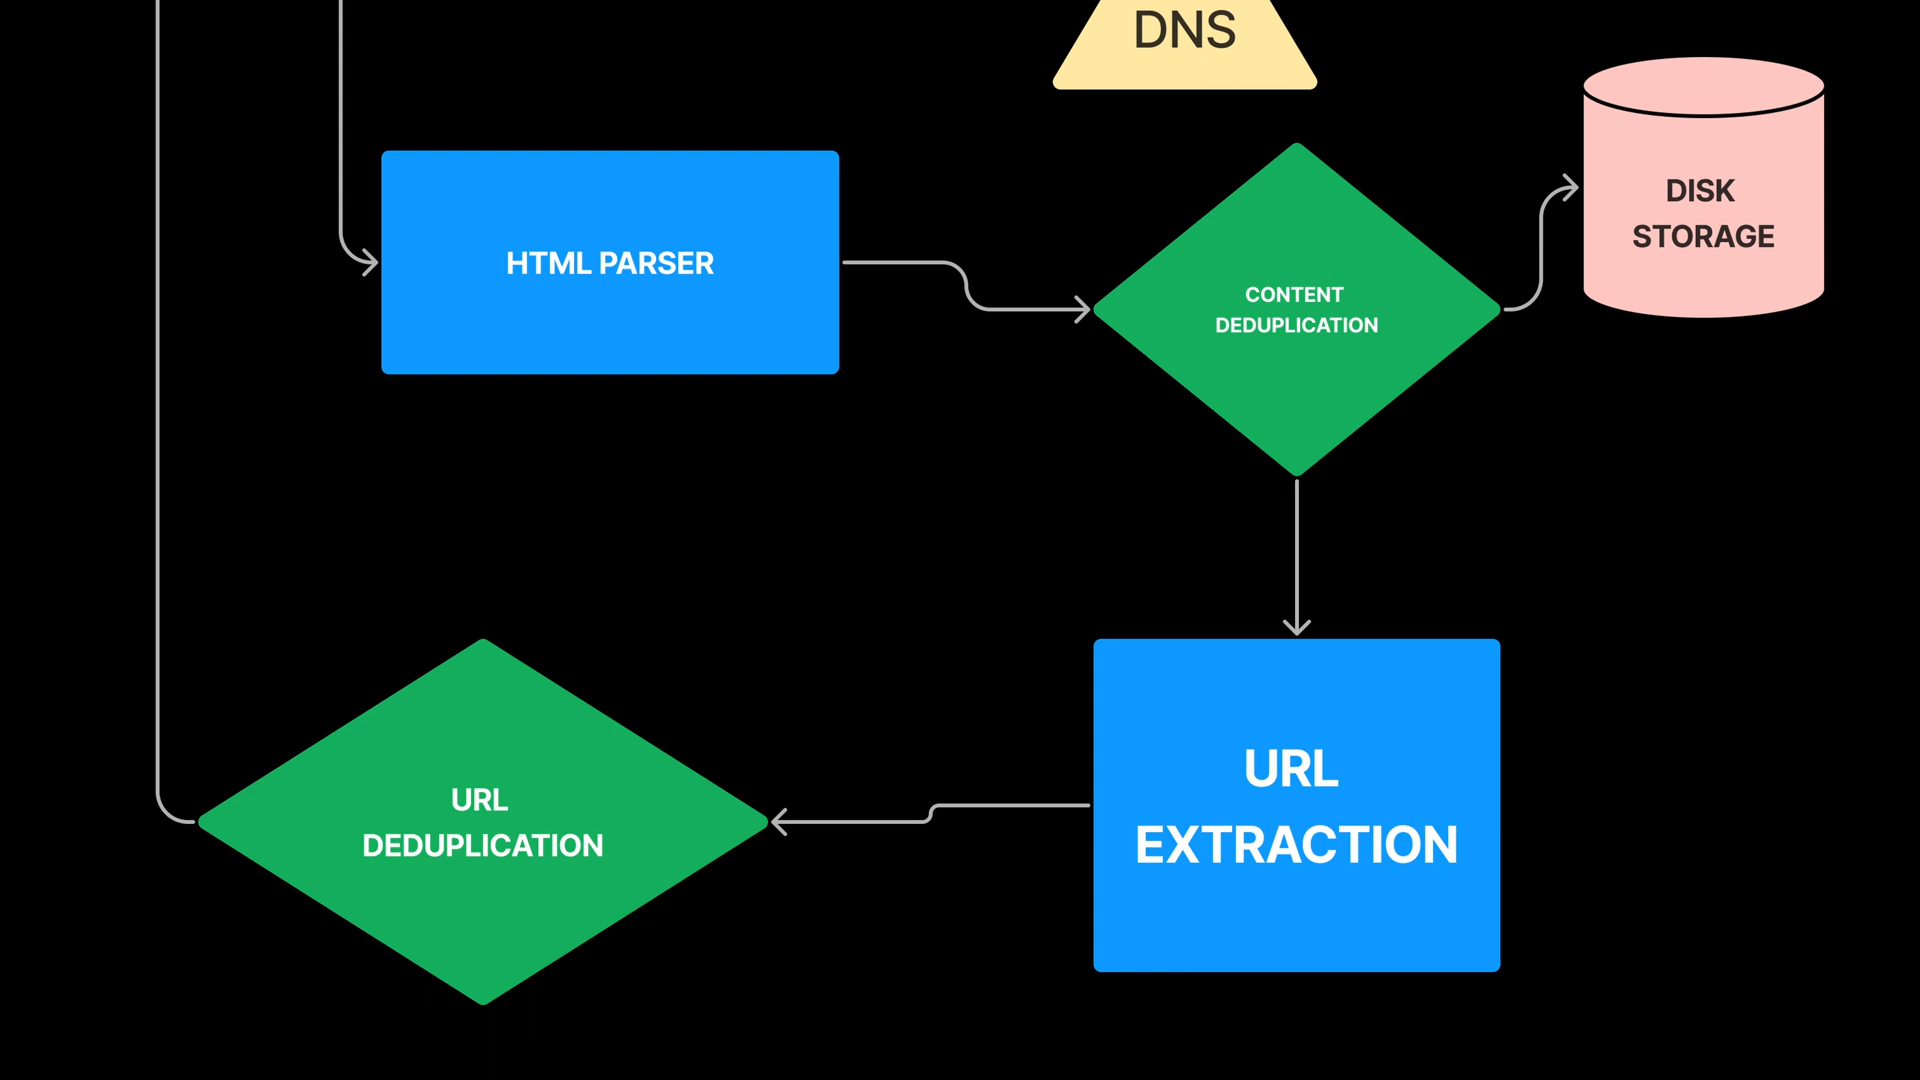 DNS
DISK
STORAGE
HTML PARSER
CONTENT
DEDUPLICATION
URL
EXTRACTION
URL
DEDUPLICATION